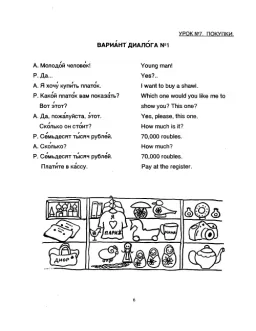 УРОК №7. ПОКУПКИ.
ВАРИА́НТ ДИАЛО́ГА №1
А. Молодо́й челове́к! Young man!
Р. Да... Yes?..
А. Я хочу́ купи́ть плато́к. I want to buy a shawl.
Р. Како́й плато́к вам показа́ть? Which one would you like me to
Вот э́тот? show you? This one?
А. Да, пожа́луйста, э́тот. Yes, please, this one.
Ско́лько он сто́ит? How much is it?
Р. Се́мьдесят ты́сяч рубле́й. 70,000 roubles.
А. Ско́лько? How much?
Р. Се́мьдесят ты́сяч рубле́й. 70,000 roubles.
Плати́те в ка́ссу. Pay at the register.
Я
ПАРИЖ